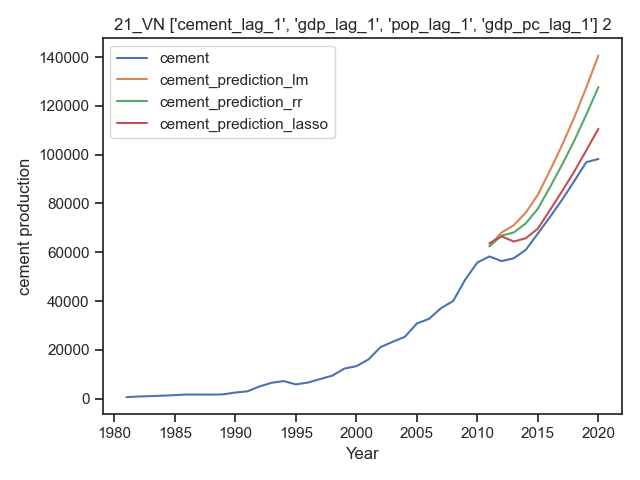 21_VN ['cement_lag_1', 'gdp_lag_1', 'pop_lag_1', 'gdp_pc_lag_1'] 2
cement
cement_prediction_lm
cement_prediction_rr
cement_prediction_lasso
cement production
140000
120000
100000
80000
60000
40000
20000
0
1980 1985 1990 1995 2000 2005 2010 2015 2020
Year